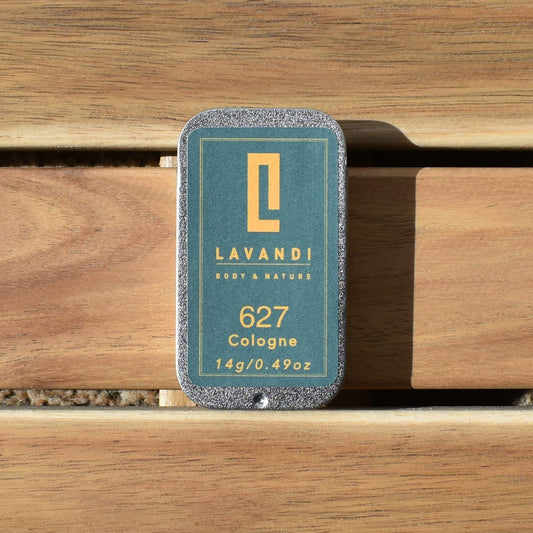 LAVANDI
BODY & NATURE
627
Cologne
14g/0.49oz